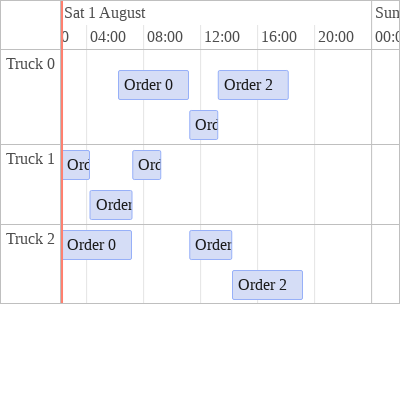 Sat 1 August Sun
0 04:00 08:00 12:00 16:00 20:00 00:0
Truck 0
Order 0 Order 2
Ord
Truck 1
Ord Ord
Order
Truck 2
Order 0 Order
Order 2